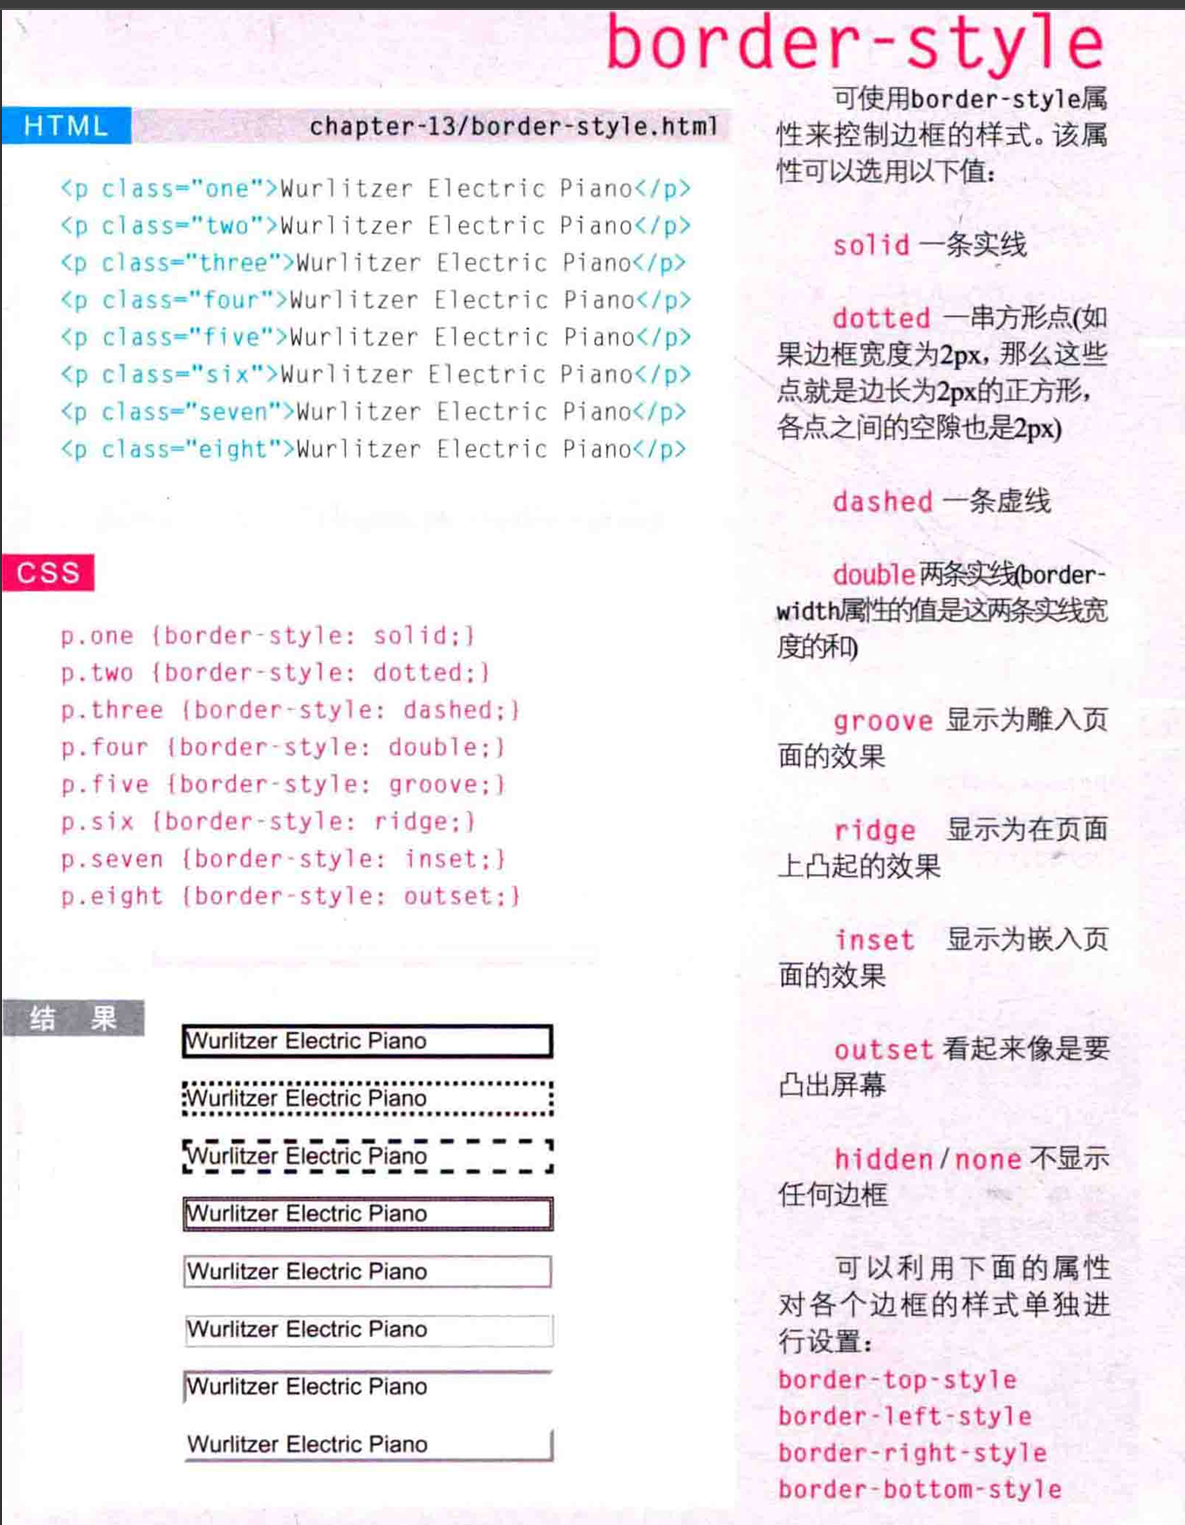 border-style
HTML
chapter-13/border-style.html
<p class="one">Wurlitzer Electric Piano</p>
<p class="two">Wurlitzer Electric Piano</p>
<p class="three">Wurlitzer Electric Piano</p>
<p class="four">Wurlitzer Electric Piano</p>
<p class="five">Wurlitzer Electric Piano</p>
<p class="six">Wurlitzer Electric Piano</p>
<p class="seven">Wurlitzer Electric Piano</p>
<p class="eight">Wurlitzer Electric Piano</p>
CSS
p.one {border-style: solid;}
p.two {border-style: dotted;}
p.three {border-style: dashed;}
p.four {border-style: double;}
p.five {border-style: groove;}
p.six {border-style: ridge;}
p.seven {border-style: inset;}
p.eight {border-style: outset;}
结 果
Wurlitzer Electric Piano
Wurlitzer Electric Piano
Wurlitzer Electric Piano
Wurlitzer Electric Piano
Wurlitzer Electric Piano
Wurlitzer Electric Piano
Wurlitzer Electric Piano
Wurlitzer Electric Piano
可使用border-style属
性来控制边框的样式。该属
性可以选用以下值：
solid 一条实线
dotted 一串方形点(如
果边框宽度为2px，那么这些
点就是边长为2px的正方形，
各点之间的空隙也是2px)
dashed 一条虚线
double 两条实线(border-
width属性的值是这两条实线宽
度的和)
groove 显示为雕入页
面的效果
ridge 显示为在页面
上凸起的效果
inset 显示为嵌入页
面的效果
outset 看起来像是要
凸出屏幕
hidden/none 不显示
任何边框
可以利用下面的属性
对各个边框的样式单独进
行设置：
border-top-style
border-left-style
border-right-style
border-bottom-style